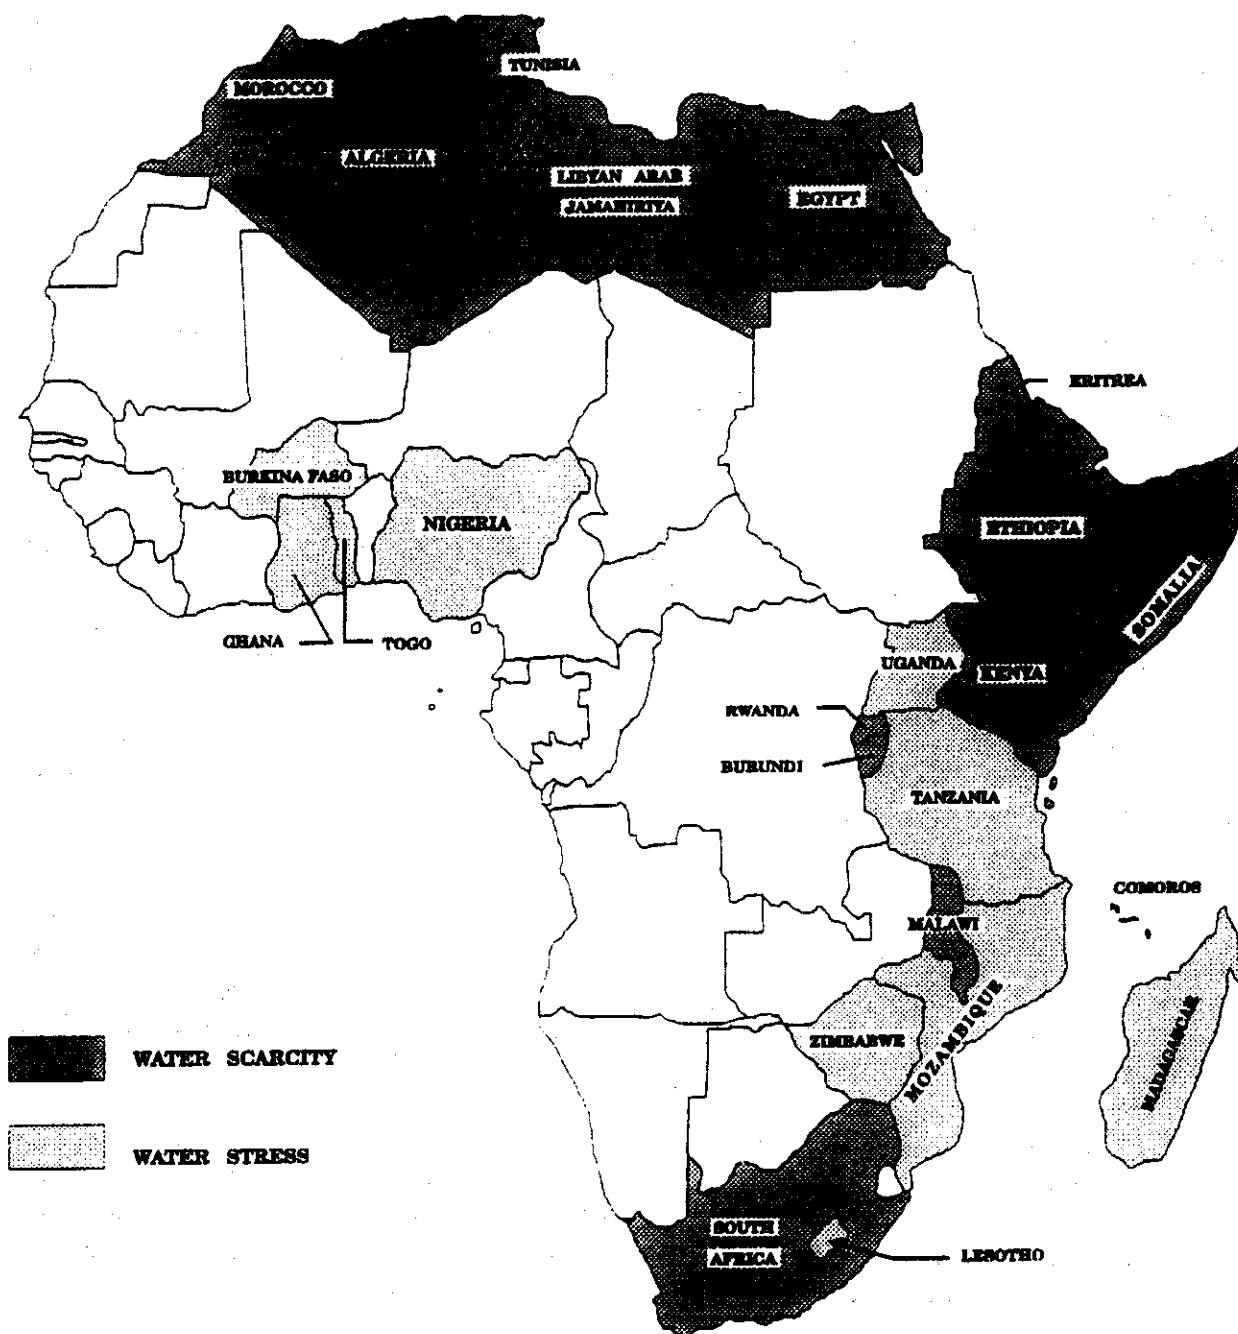 TUNISIA
MOROCCO
ALGERIA
LIBYAN ARAB
JAMAHIRIYA
EGYPT
ERITREA
BURKINA FASO
NIGERIA
ETHIOPIA
SOMALIA
GHANA
TOGO
UGANDA
KENYA
RWANDA
BURUNDI
TANZANIA
COMOROS
MALAWI
MOZAMBIQUE
MADAGASCAR
ZIMBABWE
WATER SCARCITY
WATER STRESS
SOUTH
AFRICA
LESOTHO